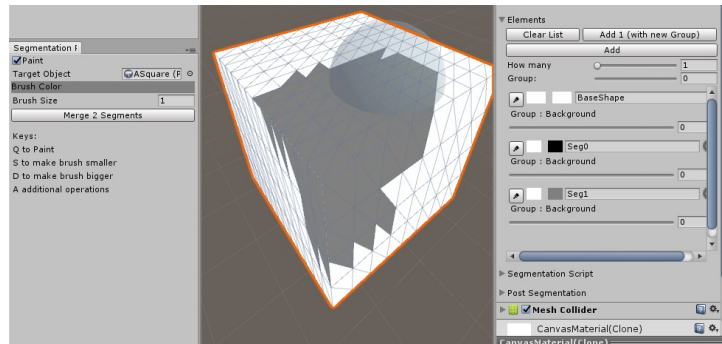 Segmentation F
Paint
Target Object
ASquare (F
Brush Color
Brush Size
1
Merge 2 Segments
Keys:
Q to Paint
S to make brush smaller
D to make brush bigger
A additional operations
Elements
Clear List
Add 1 (with new Group)
Add
How many
1
Group:
0
BaseShape
Group : Background
0
Seg0
Group : Background
0
Seg1
Group : Background
0
Segmentation Script
Post Segmentation
Mesh Collider
CanvasMaterial(Clone)
CanvasMaterial(Clone)